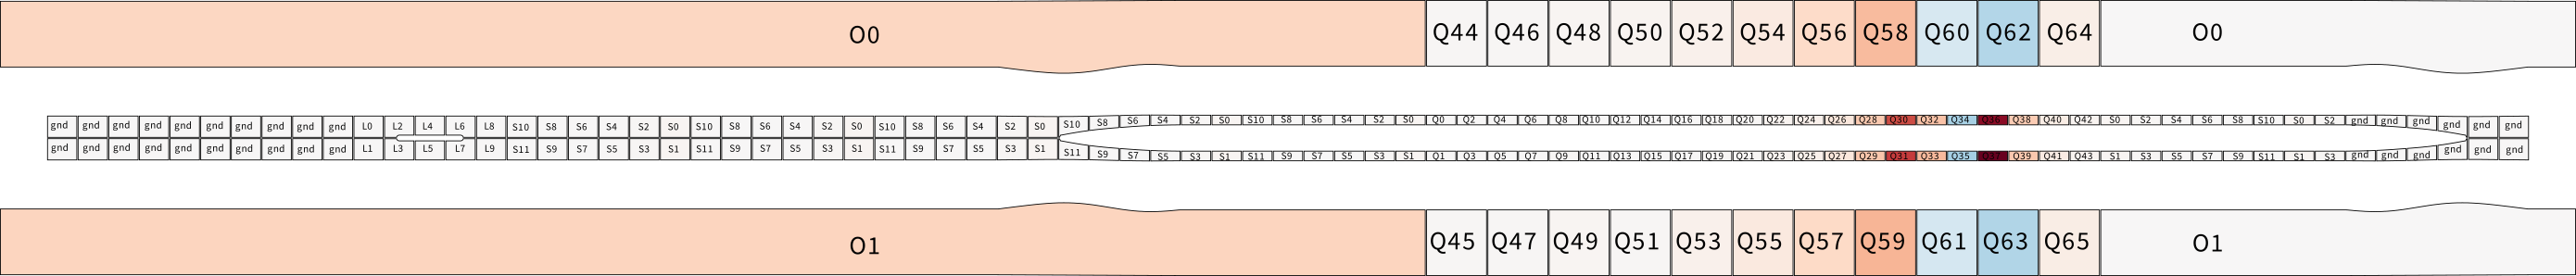 O0 Q44 Q46 Q48 Q50 Q52 Q54 Q56 Q58 Q60 Q62 Q64 O0
gnd gnd gnd gnd gnd gnd gnd gnd gnd gnd L0 L2 L4 L6 L8 S10 S8 S6 S4 S2 S0 S10 S8 S6 S4 S2 S0 S10 S8 S6 S4 S2 S0 S10 S8 S6 S4 S2 S0 S10 S8 S6 S4 S2 S0 Q0 Q2 Q4 Q6 Q8 Q10 Q12 Q14 Q16 Q18 Q20 Q22 Q24 Q26 Q28 Q30 Q32 Q34 Q36 Q38 Q40 Q42 S0 S2 S4 S6 S8 S10 S0 S2 gnd gnd gnd gnd gnd gnd
gnd gnd gnd gnd gnd gnd gnd gnd gnd gnd L1 L3 L5 L7 L9 S11 S9 S7 S5 S3 S1 S11 S9 S7 S5 S3 S1 S11 S9 S7 S5 S3 S1 S11 S9 S7 S5 S3 S1 S11 S9 S7 S5 S3 S1 Q1 Q3 Q5 Q7 Q9 Q11 Q13 Q15 Q17 Q19 Q21 Q23 Q25 Q27 Q29 Q31 Q33 Q35 Q37 Q39 Q41 Q43 S1 S3 S5 S7 S9 S11 S1 S3 gnd gnd gnd gnd gnd gnd
O1 Q45 Q47 Q49 Q51 Q53 Q55 Q57 Q59 Q61 Q63 Q65 O1